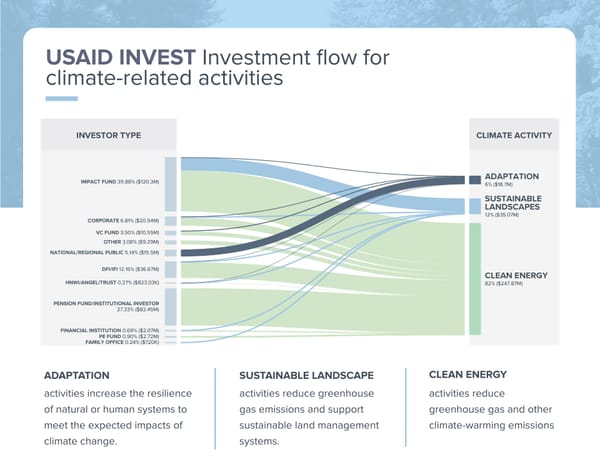 USAID INVEST Investment flow for
climate-related activities
INVESTOR TYPE
CLIMATE ACTIVITY
IMPACT FUND 39.88% ($120.3M)
CORPORATE 6.81% ($20.54M)
VC FUND 3.50% ($10.55M)
OTHER 3.08% ($9.29M)
NATIONAL/REGIONAL PUBLIC 5.14% ($15.5M)
DFI/IFI 12.16% ($36.67M)
HNWI/ANGEL/TRUST 0.27% ($823.03K)
PENSION FUND/INSTITUTIONAL INVESTOR
27.33% ($82.45M)
FINANCIAL INSTITUTION 0.69% ($2.07M)
PE FUND 0.90% ($2.72M)
FAMILY OFFICE 0.24% ($720K)
ADAPTATION
6% ($18.7M)
SUSTAINABLE
LANDSCAPES
12% ($35.07M)
CLEAN ENERGY
82% ($247.87M)
ADAPTATION
activities increase the resilience
of natural or human systems to
meet the expected impacts of
climate change.
SUSTAINABLE LANDSCAPE
activities reduce greenhouse
gas emissions and support
sustainable land management
systems.
CLEAN ENERGY
activities reduce
greenhouse gas and other
climate-warming emissions